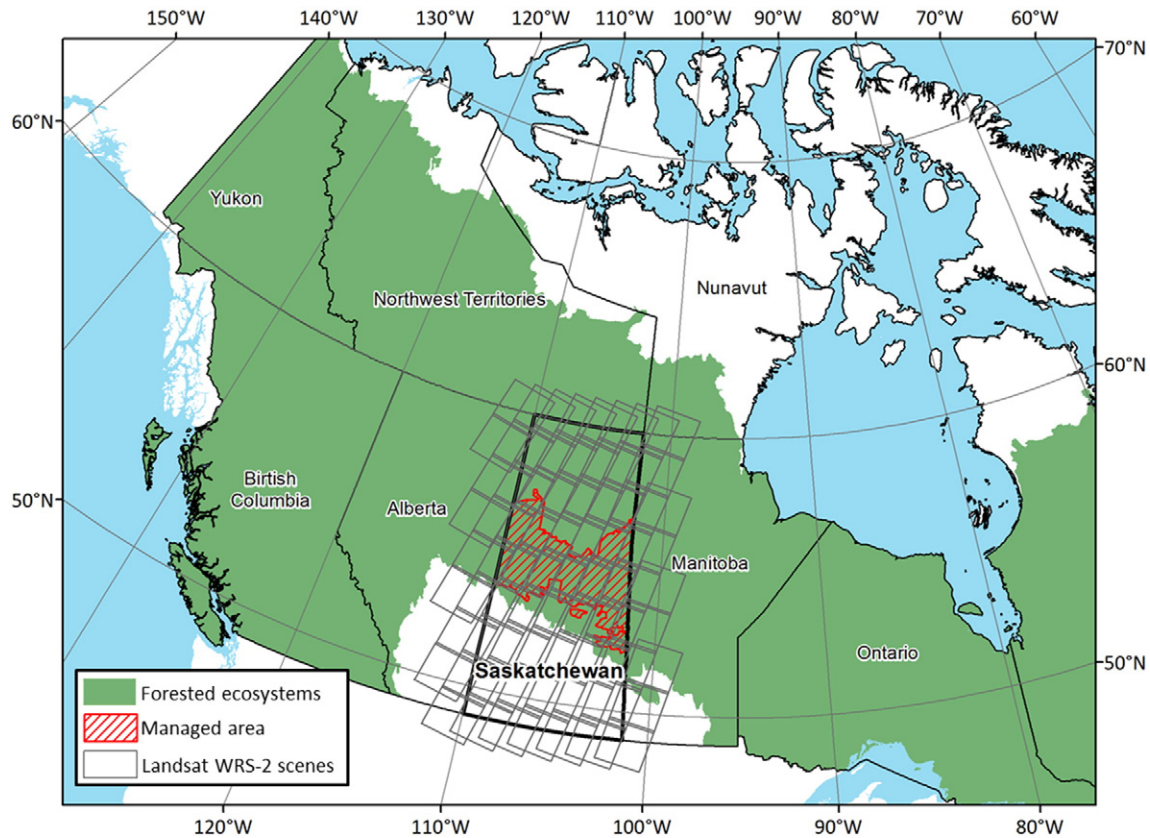 150°W 140°W 130°W 120°W 110°W 100°W 90°W 80°W 70°W 60°W
70°N
60°N
Yukon
Northwest Territories
Nunavut
60°N
Birtish
Columbia
50°N
Alberta
Manitoba
Ontario
50°N
Saskatchewan
Forested ecosystems
Managed area
Landsat WRS-2 scenes
120°W 110°W 100°W 90°W 80°W